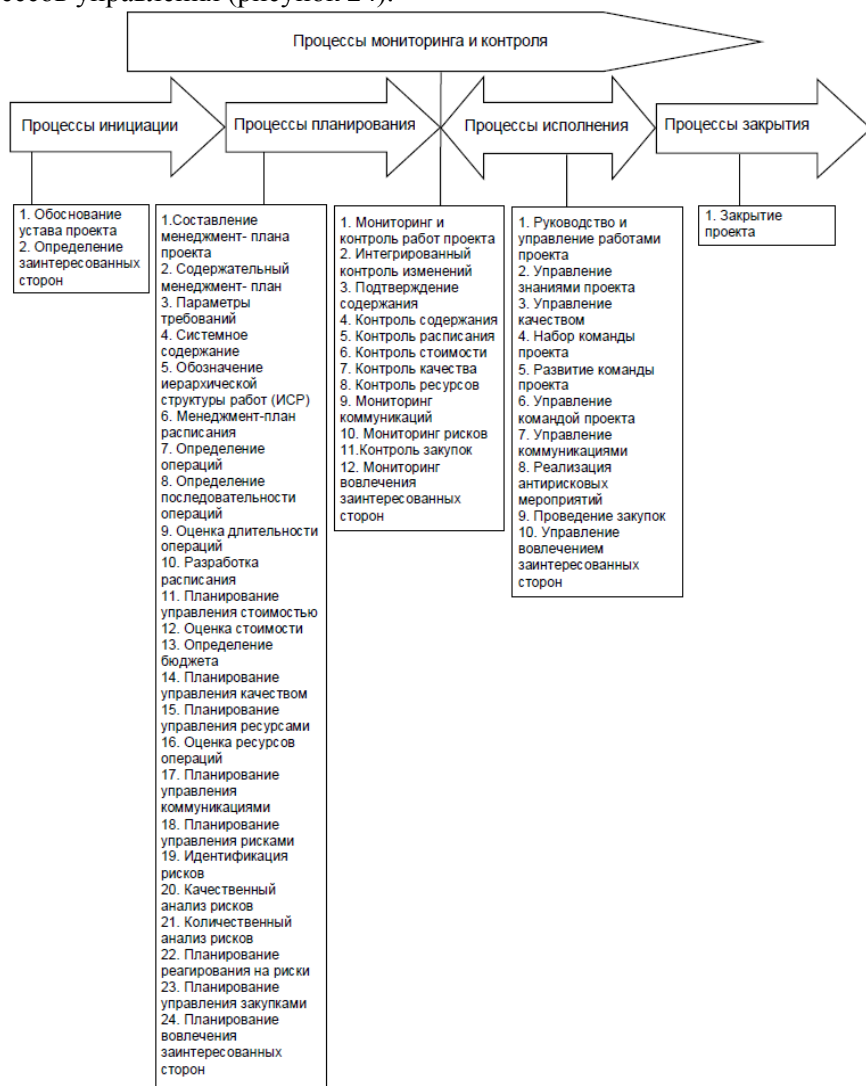 ессов управления (рисунок 24).
Процессы мониторинга и контроля
Процессы инициации
Процессы планирования
Процессы исполнения
Процессы закрытия
1. Обоснование
устава проекта
2. Определение
заинтересованных
сторон
1.Составление
менеджмент- плана
проекта
2. Содержательный
менеджмент- план
3. Параметры
требований
4. Системное
содержание
5. Обозначение
иерархической
структуры работ (ИСР)
6. Менеджмент-план
расписания
7. Определение
операций
8. Определение
последовательности
операций
9. Оценка длительности
операций
10. Разработка
расписания
11. Планирование
управления стоимостью
12. Оценка стоимости
13. Определение
бюджета
14. Планирование
управления качеством
15. Планирование
управления ресурсами
16. Оценка ресурсов
операций
17. Планирование
управления
коммуникациями
18. Планирование
управления рисками
19. Идентификация
рисков
20. Качественный
анализ рисков
21. Количественный
анализ рисков
22. Планирование
реагирования на риски
23. Планирование
управления закупками
24. Планирование
вовлечения
заинтересованных
сторон
1. Мониторинг и
контроль работ проекта
2. Интегрированный
контроль изменений
3. Подтверждение
содержания
4. Контроль содержания
5. Контроль расписания
6. Контроль стоимости
7. Контроль качества
8. Контроль ресурсов
9. Мониторинг
коммуникаций
10. Мониторинг рисков
11.Контроль закупок
12. Мониторинг
вовлечения
заинтересованных
сторон
1. Руководство и
управление работами
проекта
2. Управление
знаниями проекта
3. Управление
качеством
4. Набор команды
проекта
5. Развитие команды
проекта
6. Управление
командой проекта
7. Управление
коммуникациями
8. Реализация
антирисковых
мероприятий
9. Проведение закупок
10. Управление
вовлечением
заинтересованных
сторон
1. Закрытие
проекта